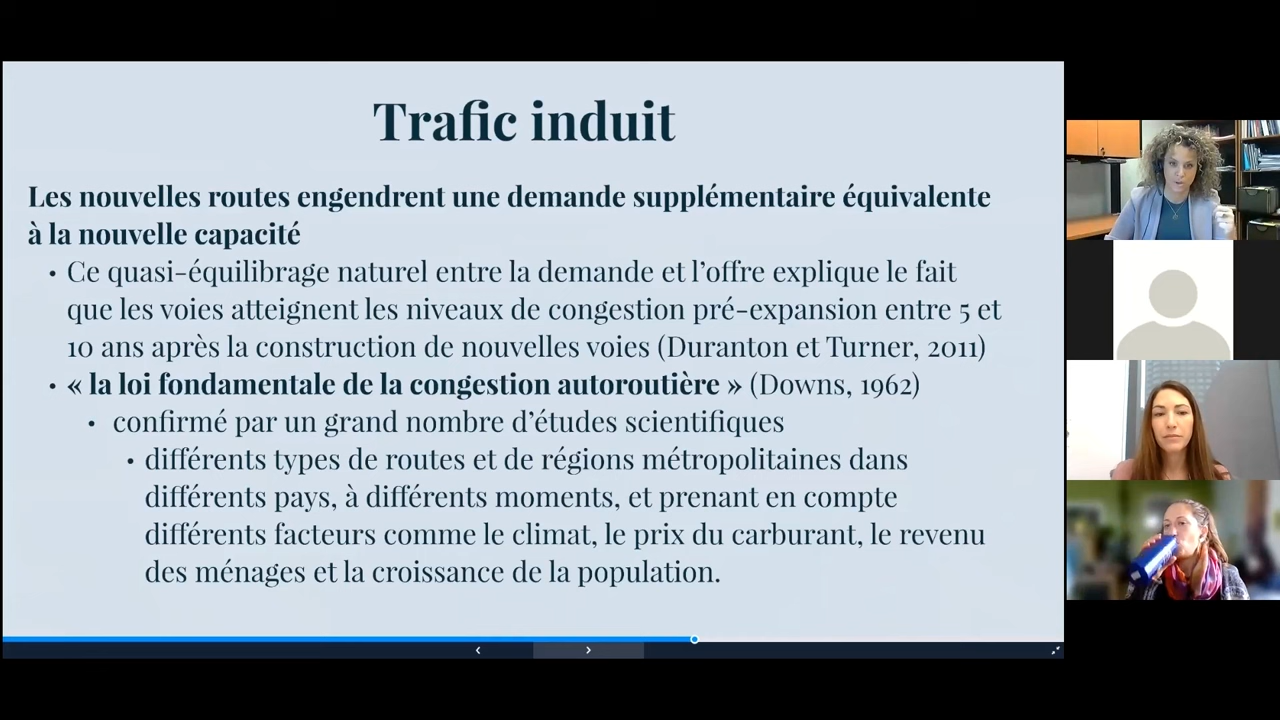 Trafic induit
Les nouvelles routes engendrent une demande supplémentaire équivalente
à la nouvelle capacité
• Ce quasi-équilibrage naturel entre la demande et l’offre explique le fait
que les voies atteignent les niveaux de congestion pré-expansion entre 5 et
10 ans après la construction de nouvelles voies (Duranton et Turner, 2011)
• « la loi fondamentale de la congestion autoroutière » (Downs, 1962)
• confirmé par un grand nombre d’études scientifiques
• différents types de routes et de régions métropolitaines dans
différents pays, à différents moments, et prenant en compte
différents facteurs comme le climat, le prix du carburant, le revenu
des ménages et la croissance de la population.